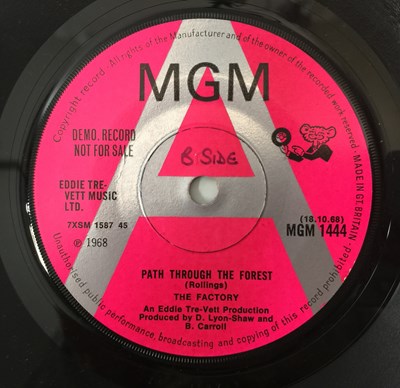 Copyright record. All rights of the Manufacturer and of the owner of the recorded work reserved
MGM
DEMO. RECORD
NOT FOR SALE
B SIDE
EDDIE TRE-
VETT MUSIC
LTD.
7XSM 1587 45
℗ 1968
(18.10.68)
MGM 1444
PATH THROUGH THE FOREST
(Rollings)
THE FACTORY
An Eddie Tre-Vett Production
Produced by D. Lyon-Shaw and
B. Carroll
MADE IN GT. BRITAIN
Unauthorised public performance, broadcasting and copying of this record prohibited